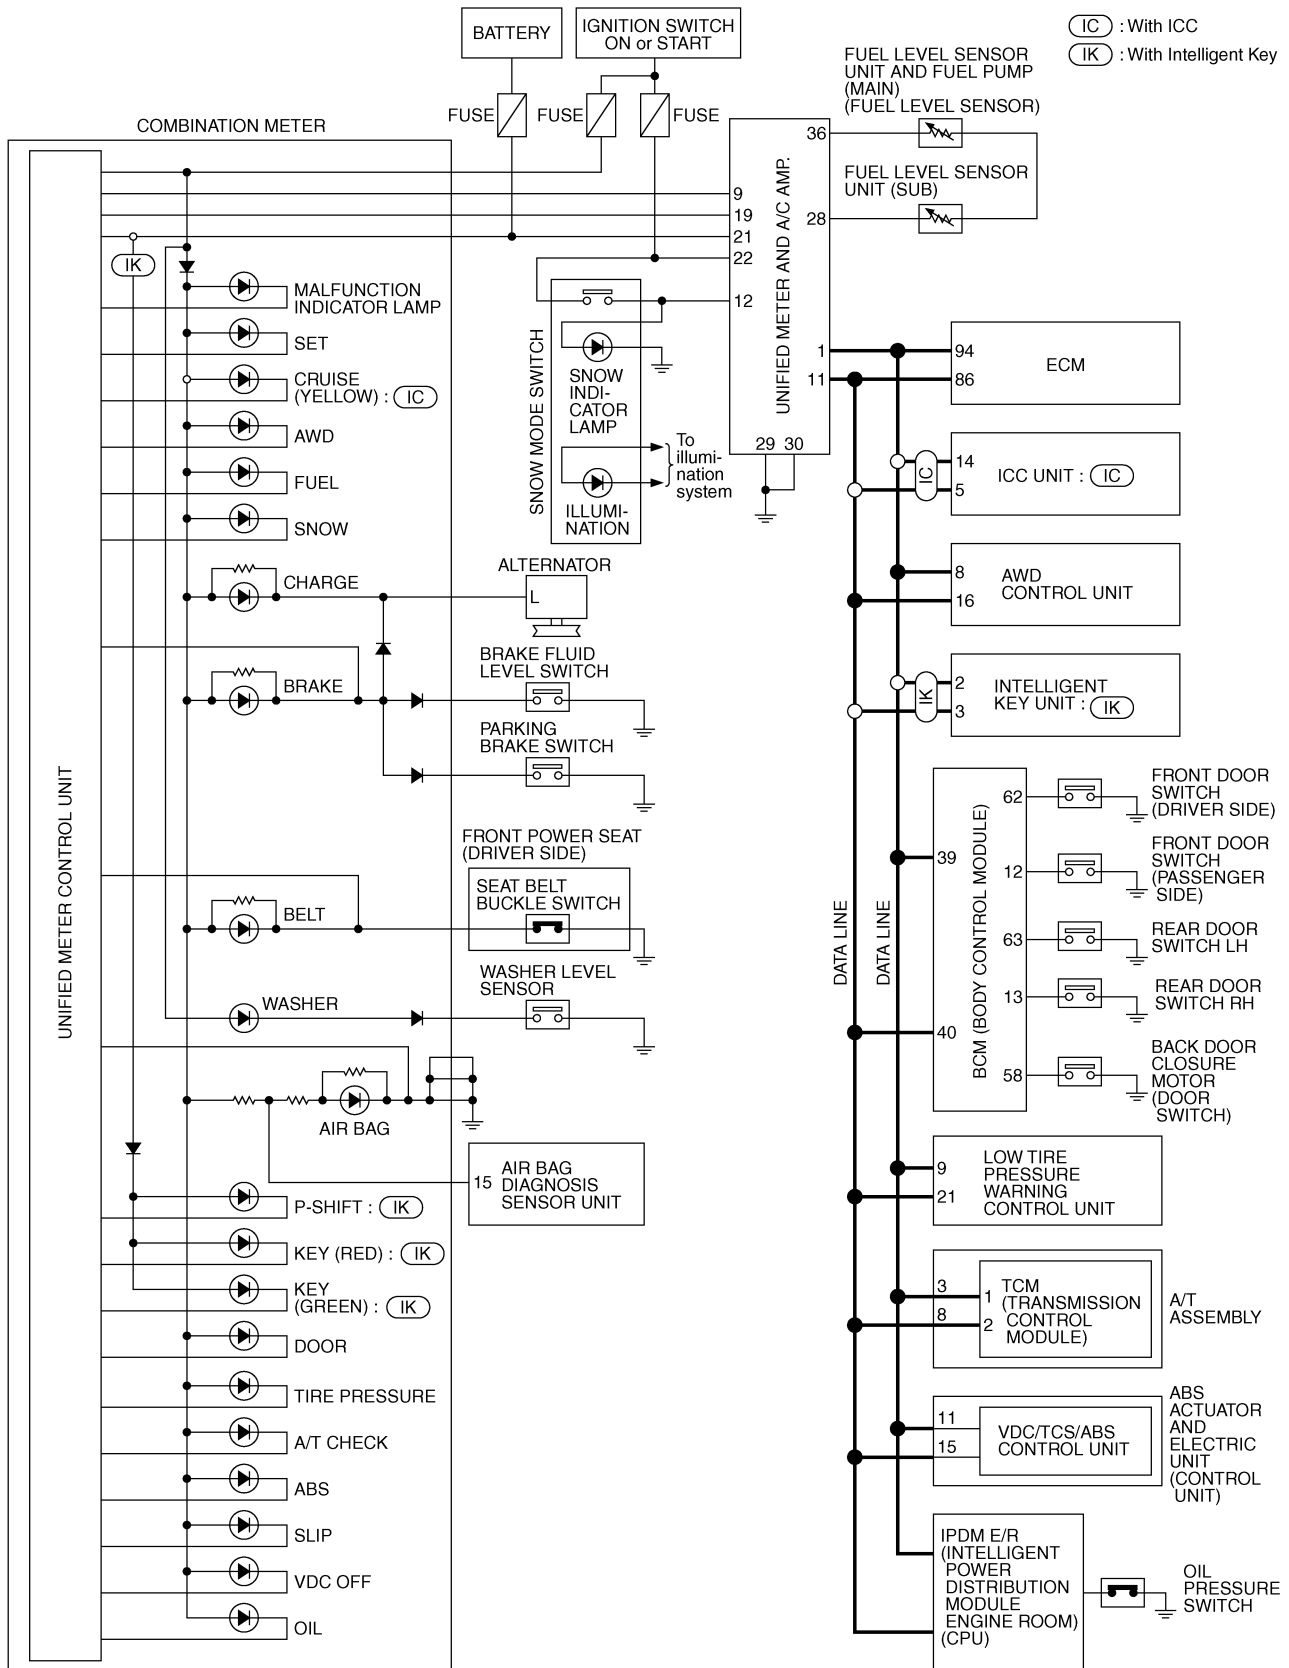 BATTERY
IGNITION SWITCH
ON or START
IC : With ICC
IK : With Intelligent Key
FUSE
FUSE
FUSE
FUEL LEVEL SENSOR
UNIT AND FUEL PUMP
(MAIN)
(FUEL LEVEL SENSOR)
FUEL LEVEL SENSOR
UNIT (SUB)
COMBINATION METER
UNIFIED METER CONTROL UNIT
UNIFIED METER AND A/C AMP.
36
28
9
19
21
22
12
1
11
29 30
IK
MALFUNCTION
INDICATOR LAMP
SET
CRUISE
(YELLOW) : IC
AWD
FUEL
SNOW
SNOW MODE SWITCH
SNOW
INDI-
CATOR
LAMP
To
illumi-
nation
system
ILLUMI-
NATION
CHARGE
ALTERNATOR
L
BRAKE
BRAKE FLUID
LEVEL SWITCH
PARKING
BRAKE SWITCH
FRONT POWER SEAT
(DRIVER SIDE)
SEAT BELT
BUCKLE SWITCH
BELT
WASHER LEVEL
SENSOR
WASHER
AIR BAG
15 AIR BAG
DIAGNOSIS
SENSOR UNIT
P-SHIFT : IK
KEY (RED) : IK
KEY
(GREEN) : IK
DOOR
TIRE PRESSURE
A/T CHECK
ABS
SLIP
VDC OFF
OIL
DATA LINE
DATA LINE
94
86
ECM
IC
14
5
ICC UNIT : IC
8
16
AWD
CONTROL UNIT
IK
2
3
INTELLIGENT
KEY UNIT : IK
BCM (BODY CONTROL MODULE)
39
40
62
12
63
13
58
FRONT DOOR
SWITCH
(DRIVER SIDE)
FRONT DOOR
SWITCH
(PASSENGER
SIDE)
REAR DOOR
SWITCH LH
REAR DOOR
SWITCH RH
BACK DOOR
CLOSURE
MOTOR
(DOOR
SWITCH)
9
21
LOW TIRE
PRESSURE
WARNING
CONTROL UNIT
3
8
1
2
TCM
(TRANSMISSION
CONTROL
MODULE)
A/T
ASSEMBLY
11
15
VDC/TCS/ABS
CONTROL UNIT
ABS
ACTUATOR
AND
ELECTRIC
UNIT
(CONTROL
UNIT)
IPDM E/R
(INTELLIGENT
POWER
DISTRIBUTION
MODULE
ENGINE ROOM)
(CPU)
OIL
PRESSURE
SWITCH